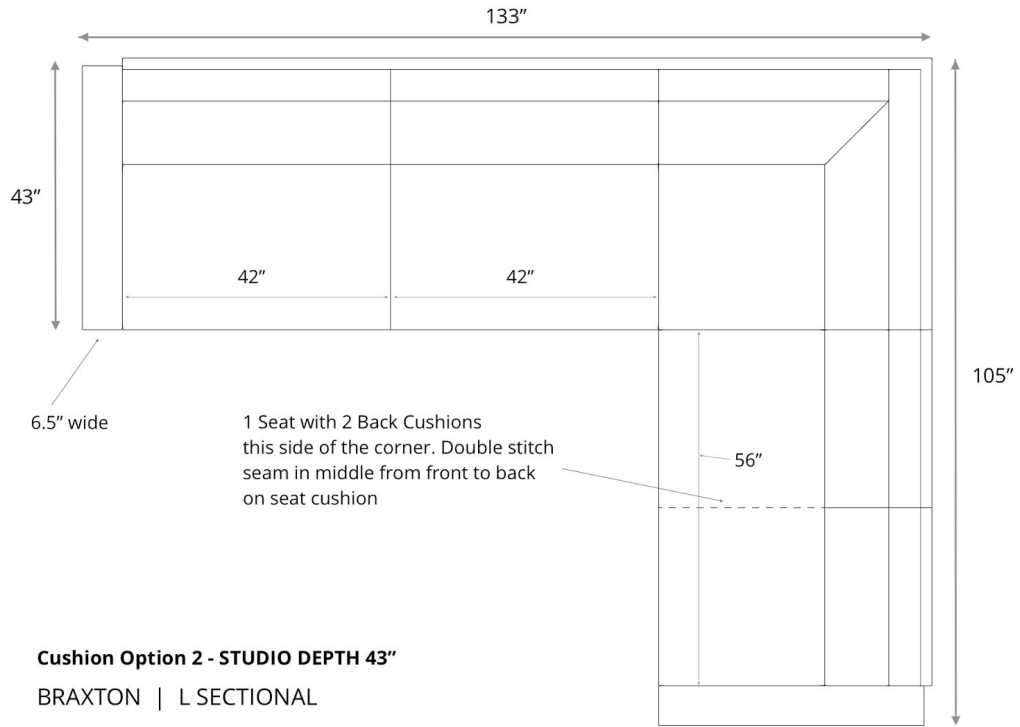 133”
43”
42”
42”
105”
6.5” wide
1 Seat with 2 Back Cushions
this side of the corner. Double stitch
seam in middle from front to back
on seat cushion
56”
Cushion Option 2 - STUDIO DEPTH 43”
BRAXTON | L SECTIONAL